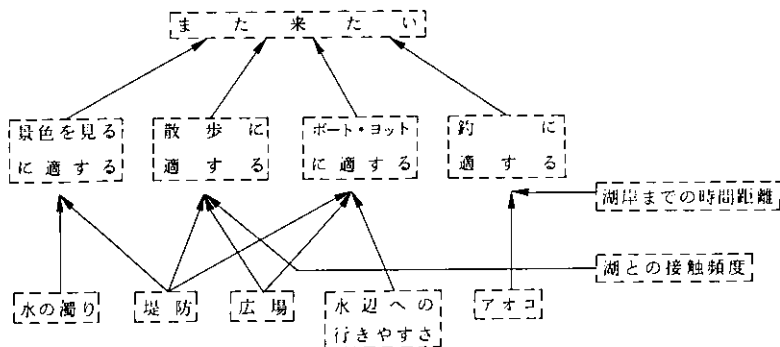 また来たい
景色を見る
に適する
散歩に
適する
ボート・ヨット
に適する
釣に
適する
湖岸までの時間距離
湖との接触頻度
水の濁り
堤防
広場
水辺への
行きやすさ
アオコ